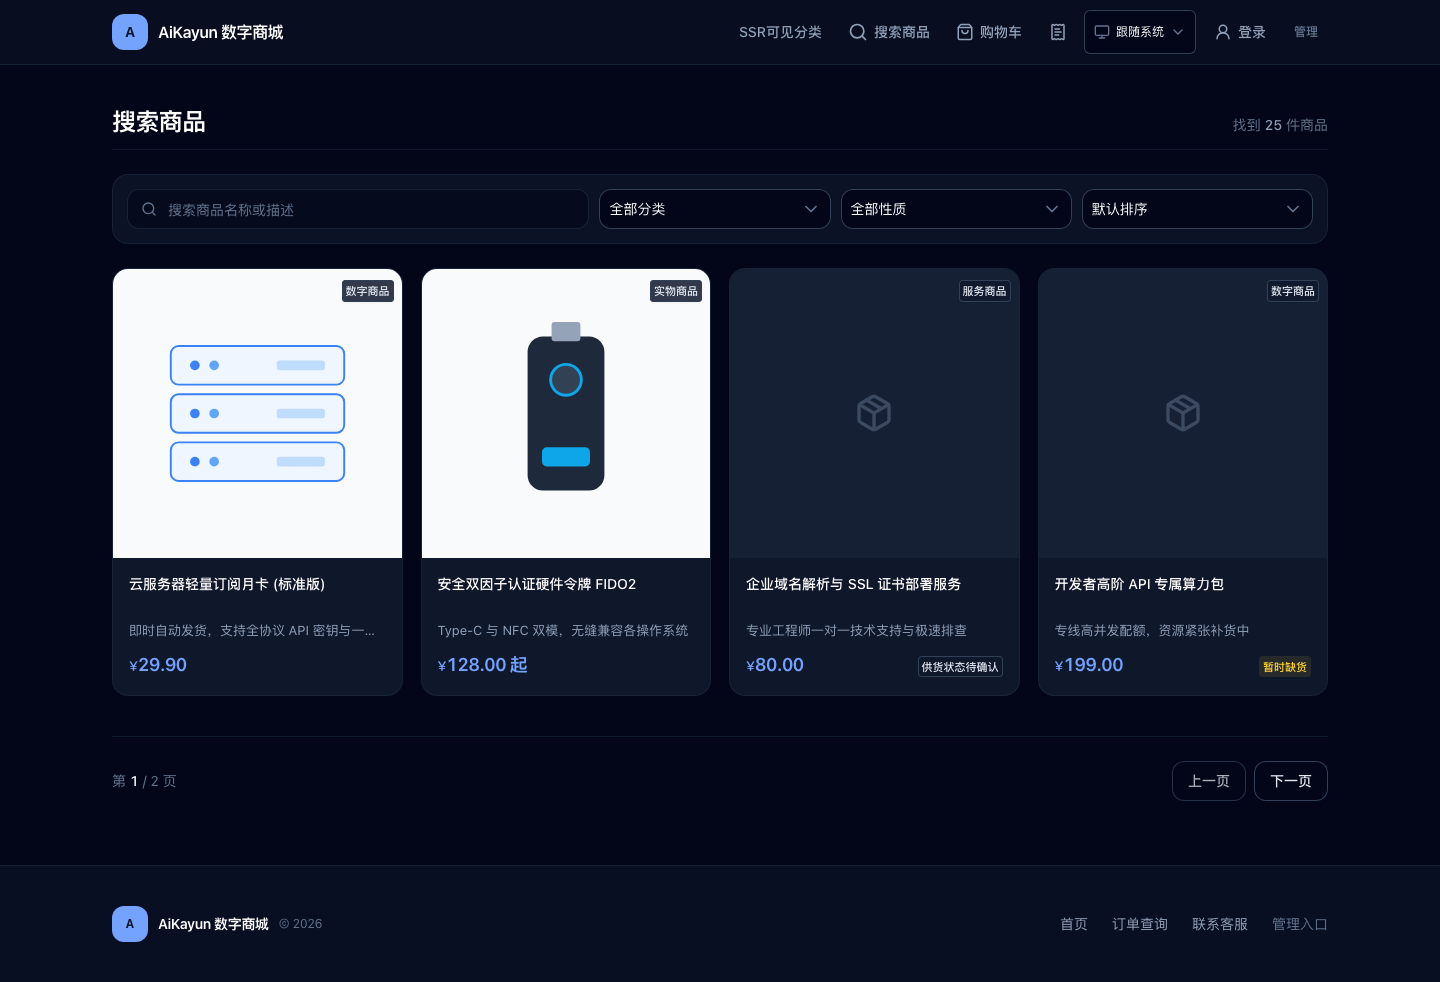 A AiKayun 数字商城 SSR可见分类 搜索商品 购物车 跟随系统 登录 管理
搜索商品 找到 25 件商品
搜索商品名称或描述 全部分类 全部性质 默认排序
数字商品 实物商品 服务商品 数字商品
云服务器轻量订阅月卡 (标准版)
即时自动发货，支持全协议 API 密钥与一...
¥29.90
安全双因子认证硬件令牌 FIDO2
Type-C 与 NFC 双模，无缝兼容各操作系统
¥128.00 起
企业域名解析与 SSL 证书部署服务
专业工程师一对一技术支持与极速排查
¥80.00 供货状态待确认
开发者高阶 API 专属算力包
专线高并发配额，资源紧张补货中
¥199.00 暂时缺货
第 1 / 2 页 上一页 下一页
A AiKayun 数字商城 © 2026 首页 订单查询 联系客服 管理入口